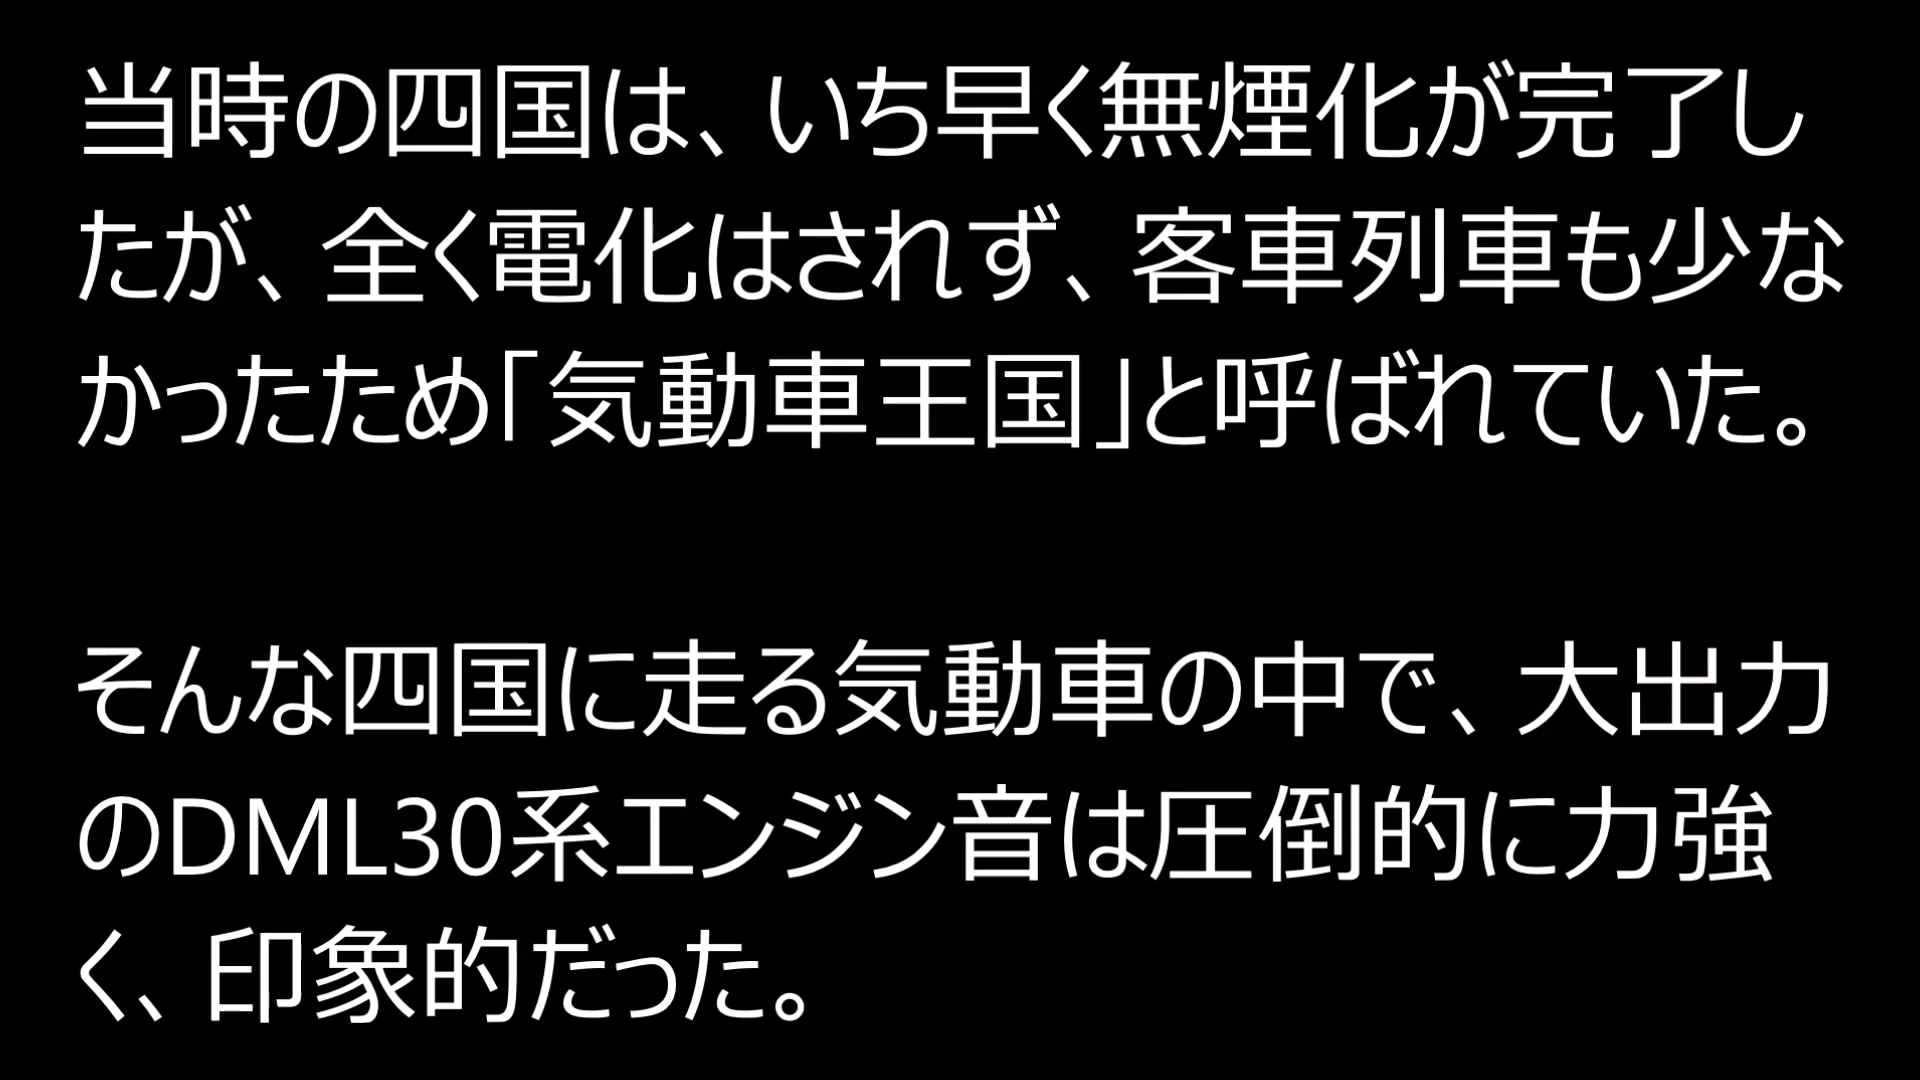 当時の四国は、いち早く無煙化が完了し
たが、全く電化はされず、客車列車も少な
かったため「気動車王国」と呼ばれていた。
そんな四国に走る気動車の中で、大出力
のDML30系エンジン音は圧倒的に力強
く、印象的だった。